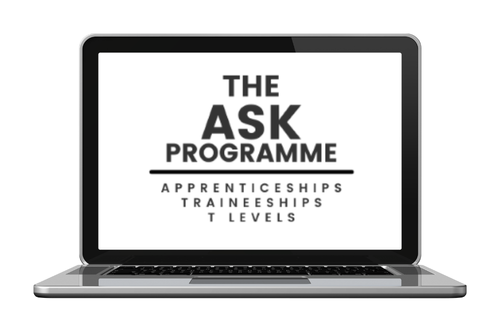 THE
ASK
PROGRAMME
APPRENTICESHIPS
TRAINEESHIPS
T LEVELS